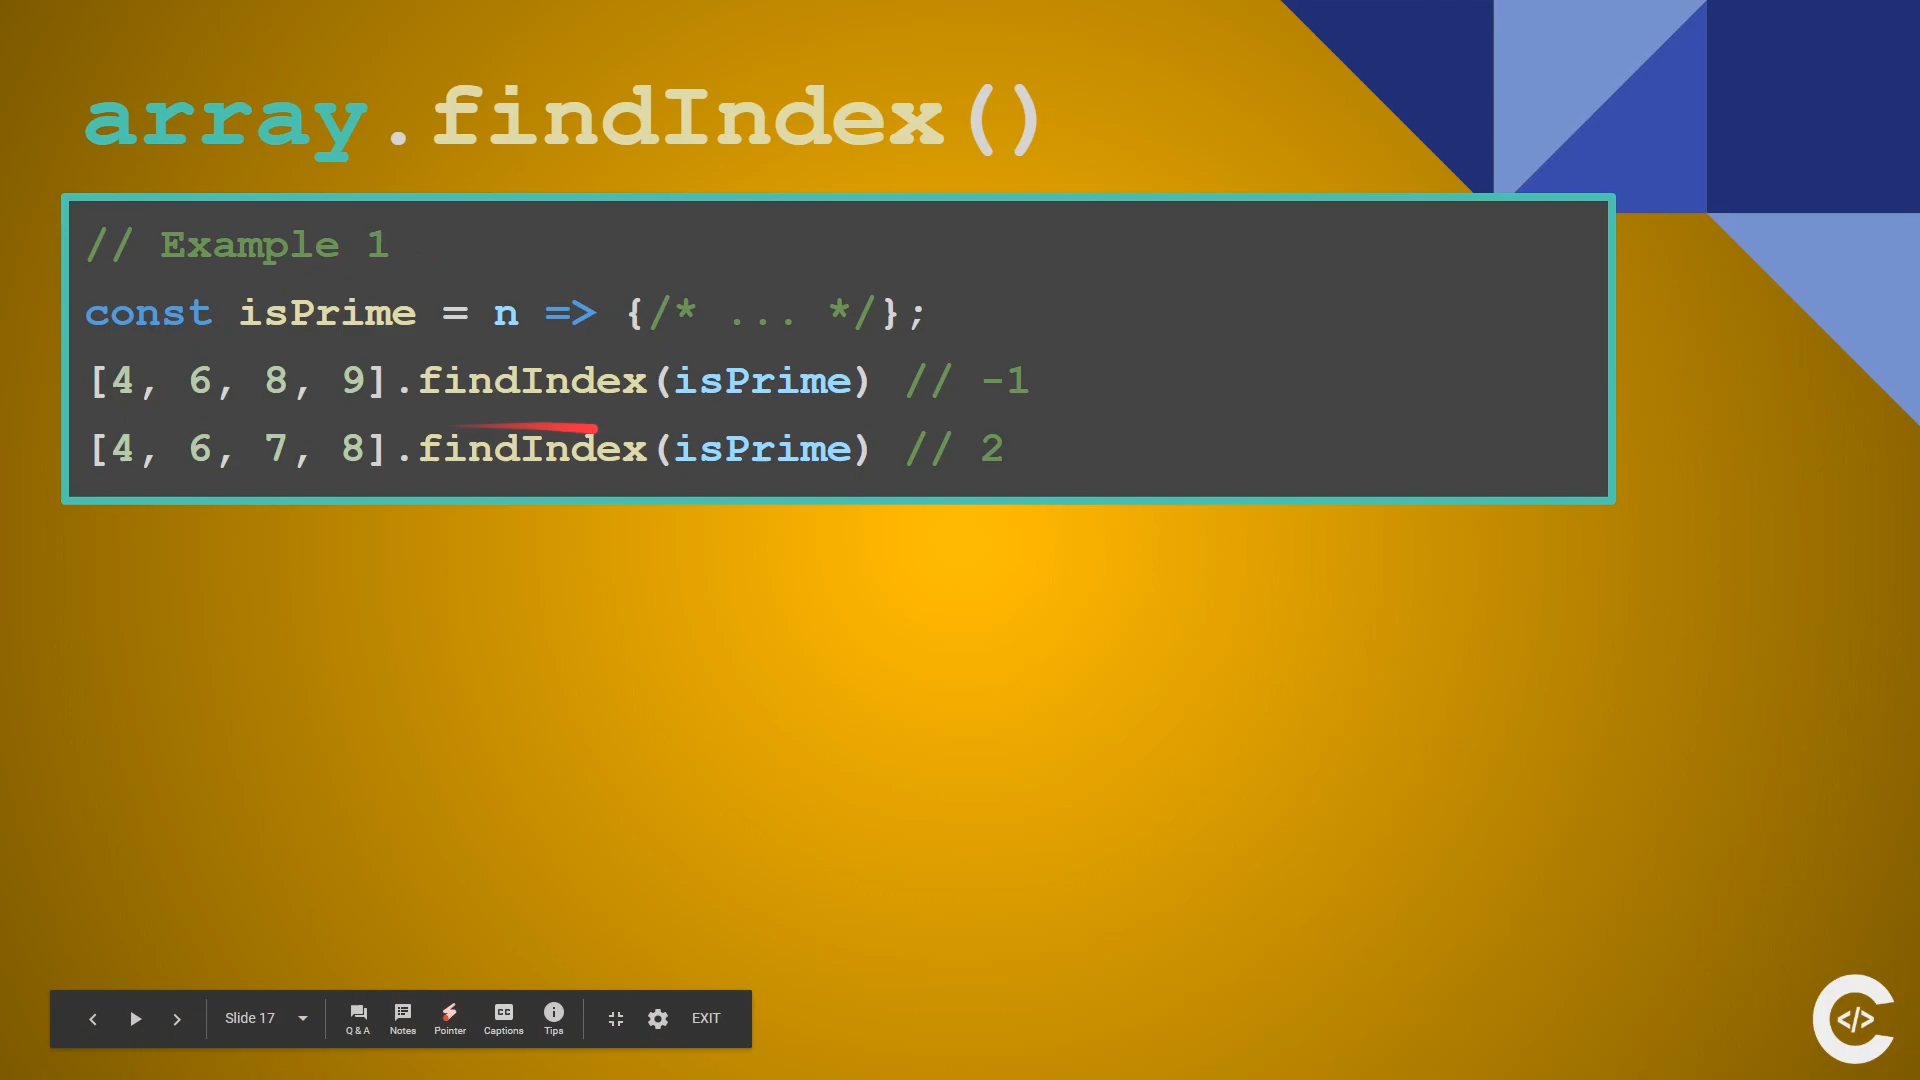 array.findIndex()
// Example 1
const isPrime = n => {/* ... */};
[4, 6, 8, 9].findIndex(isPrime) // -1
[4, 6, 7, 8].findIndex(isPrime) // 2
Slide 17
Q & A
Notes
Pointer
CC
Captions
Tips
EXIT
</>